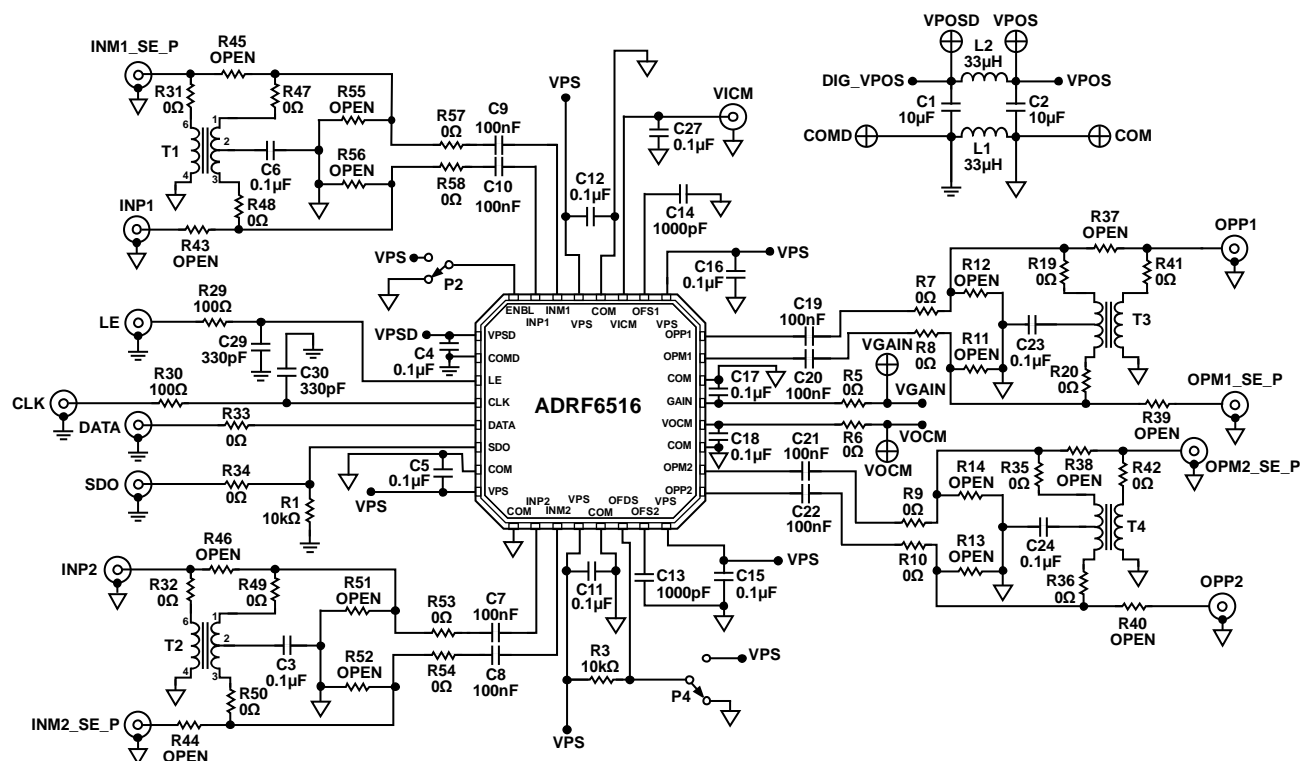 INM1_SE_P
R45
OPEN
R31
0Ω
R47
0Ω
R55
OPEN
6
1
2
T1
4
3
C6
0.1µF
R56
OPEN
R48
0Ω
INP1
R43
OPEN
R57
0Ω
C9
100nF
R58
0Ω
C10
100nF
VPS
C12
0.1µF
VICM
C27
0.1µF
C14
1000pF
VPS
C16
0.1µF
VPOSD
VPOS
L2
33µH
DIG_VPOS
VPOS
C1
10µF
C2
10µF
COMD
COM
L1
33µH
VPS
P2
R29
100Ω
LE
C29
330pF
C30
330pF
VPSD
C4
0.1µF
R30
100Ω
CLK
DATA
R33
0Ω
SDO
R34
0Ω
R1
10kΩ
C5
0.1µF
VPS
ENBL
INP1
INM1
VPS
COM
VICM
OFS1
VPS
VPSD
COMD
LE
CLK
DATA
SDO
COM
VPS
ADRF6516
OPP1
OPM1
COM
GAIN
VOCM
COM
OPM2
OPP2
COM
INP2
INM2
VPS
COM
OFDS
OFS2
VPS
C19
100nF
C20
100nF
C17
0.1µF
C18
0.1µF
R5
0Ω
R6
0Ω
VGAIN
VGAIN
VOCM
VOCM
C21
100nF
C22
100nF
R7
0Ω
R8
0Ω
R12
OPEN
R11
OPEN
C23
0.1µF
R19
0Ω
R37
OPEN
R41
0Ω
OPP1
T3
R20
0Ω
R39
OPEN
OPM1_SE_P
R9
0Ω
R10
0Ω
R14
OPEN
R13
OPEN
C24
0.1µF
R35
0Ω
R38
OPEN
R42
0Ω
OPM2_SE_P
T4
R36
0Ω
R40
OPEN
OPP2
INP2
R46
OPEN
R32
0Ω
R49
0Ω
R51
OPEN
6
1
2
T2
4
3
C3
0.1µF
R52
OPEN
R50
0Ω
INM2_SE_P
R44
OPEN
R53
0Ω
C7
100nF
R54
0Ω
C8
100nF
C11
0.1µF
C13
1000pF
C15
0.1µF
VPS
R3
10kΩ
VPS
P4
VPS